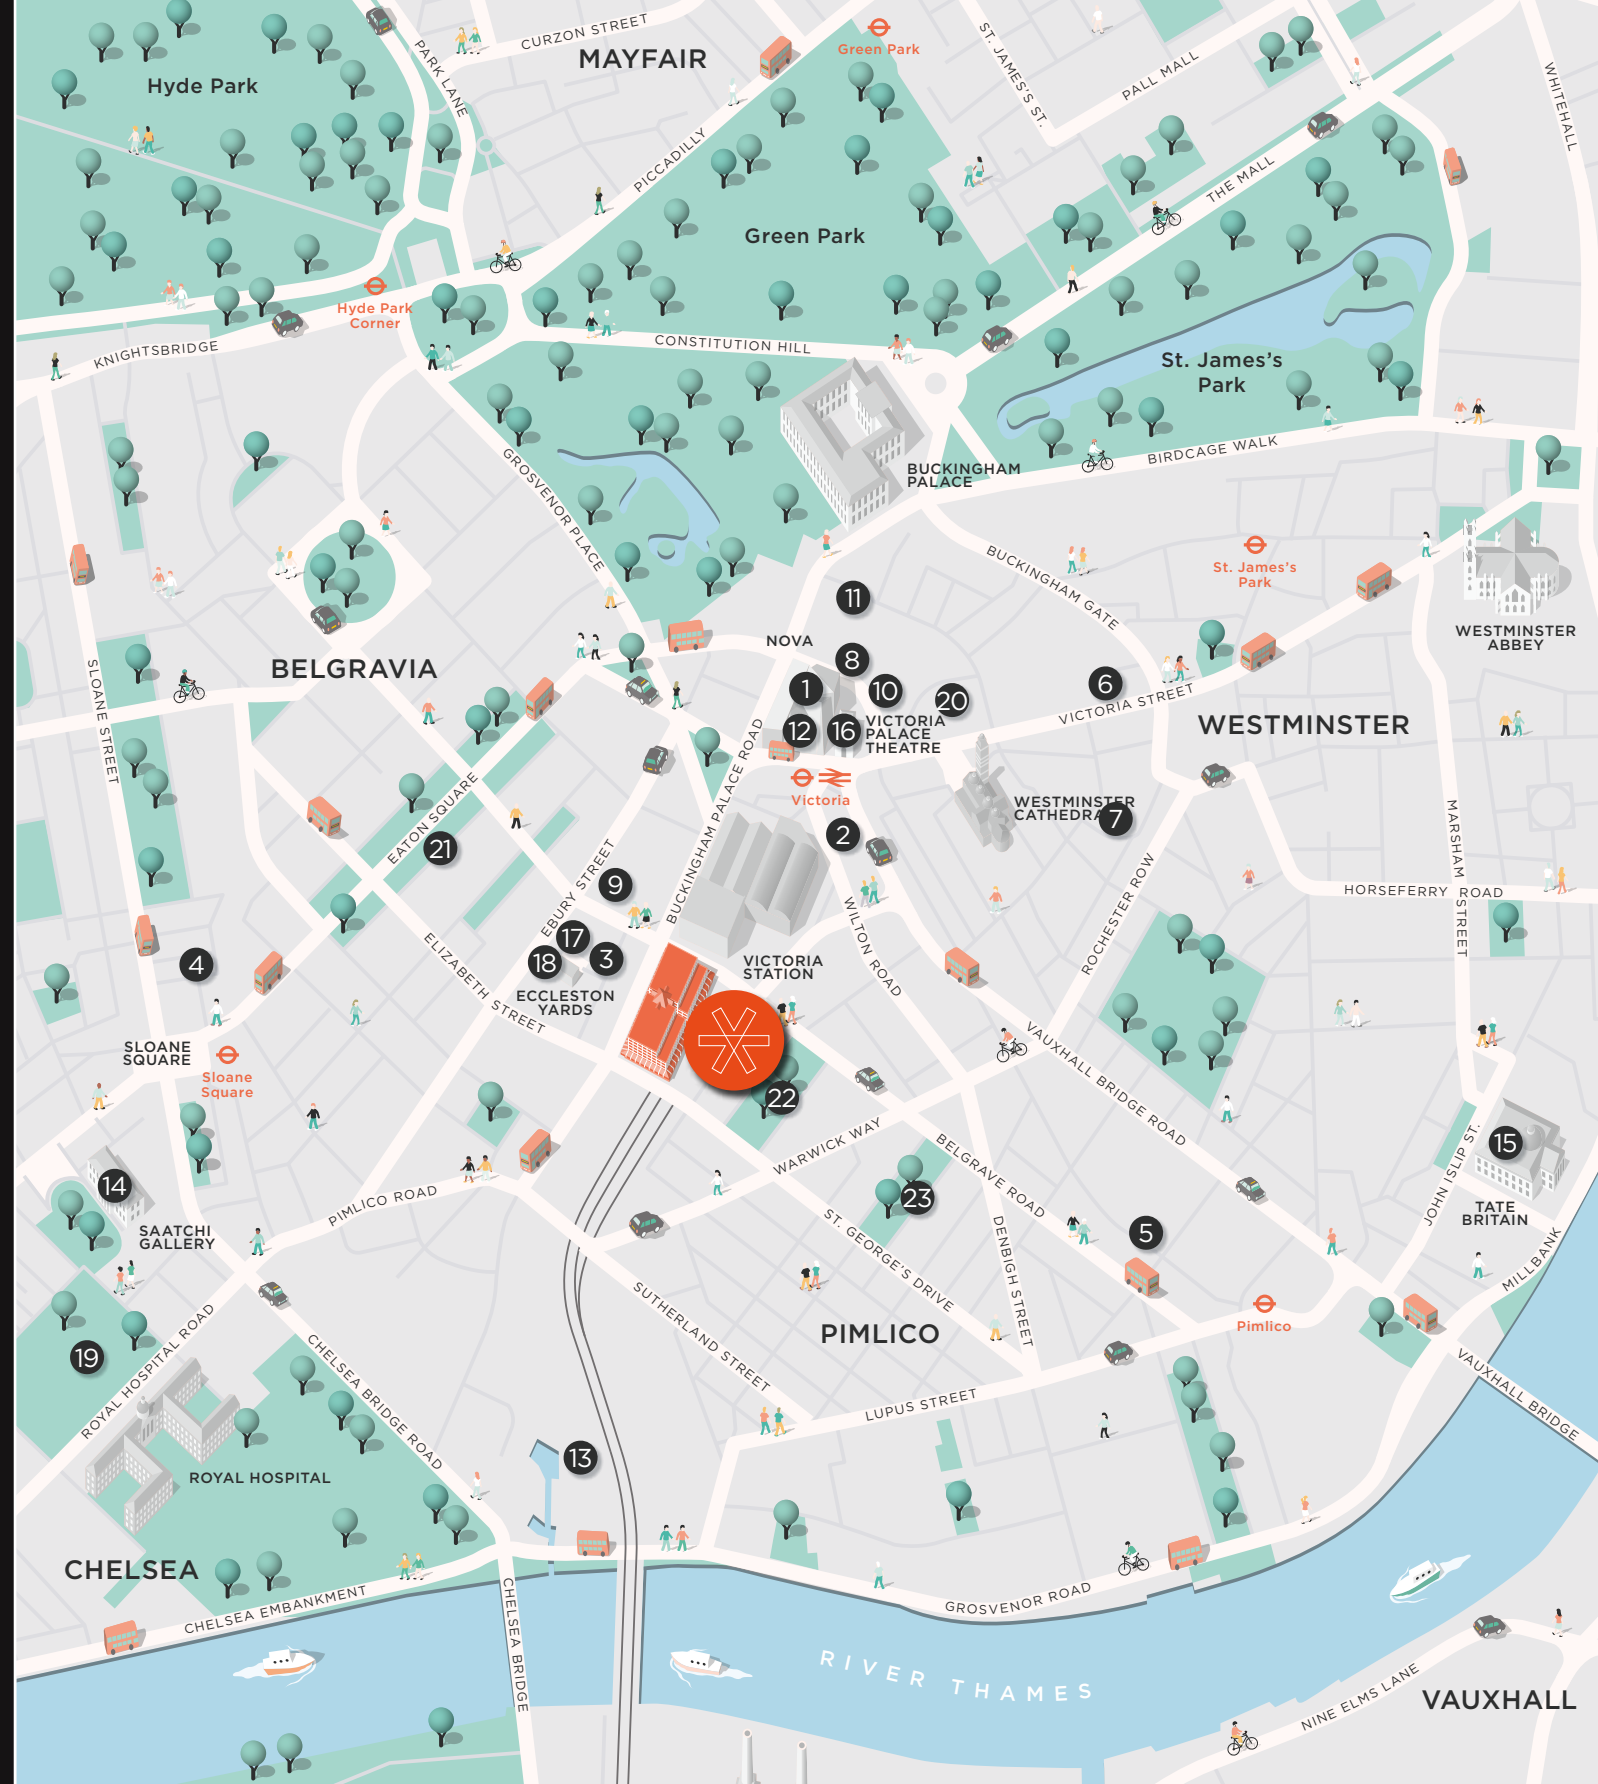 CURZON STREET
MAYFAIR
Green Park
ST. JAMES'S ST.
PALL MALL
WHITEHALL
Hyde Park
PARK LANE
PICCADILLY
THE MALL
Green Park
Hyde Park
Corner
KNIGHTSBRIDGE
CONSTITUTION HILL
St. James's
Park
BUCKINGHAM
PALACE
BIRDCAGE WALK
GROSVENOR PLACE
BUCKINGHAM GATE
St. James's
Park
WESTMINSTER
ABBEY
11
NOVA
BELGRAVIA
SLOANE STREET
8
1
10
20
6
VICTORIA STREET
WESTMINSTER
12
16
VICTORIA
PALACE
THEATRE
BUCKINGHAM PALACE ROAD
Victoria
WESTMINSTER
CATHEDRAL
7
2
EATON SQUARE
21
MARSHAM STREET
HORSEFERRY ROAD
EBURY STREET
9
WILTON ROAD
ROCHESTER ROW
17
18
3
4
ELIZABETH STREET
VICTORIA
STATION
ECCLESTON
YARDS
SLOANE
SQUARE
Sloane
Square
VAUXHALL BRIDGE ROAD
22
WARWICK WAY
BELGRAVE ROAD
JOHN ISLIP ST.
15
TATE
BRITAIN
14
SAATCHI
GALLERY
PIMLICO ROAD
23
ST. GEORGE'S DRIVE
DENBIGH STREET
5
MILLBANK
SUTHERLAND STREET
PIMLICO
Pimlico
19
ROYAL HOSPITAL ROAD
CHELSEA BRIDGE ROAD
VAUXHALL BRIDGE
LUPUS STREET
ROYAL HOSPITAL
13
CHELSEA
CHELSEA EMBANKMENT
CHELSEA BRIDGE
GROSVENOR ROAD
RIVER THAMES
NINE ELMS LANE
VAUXHALL